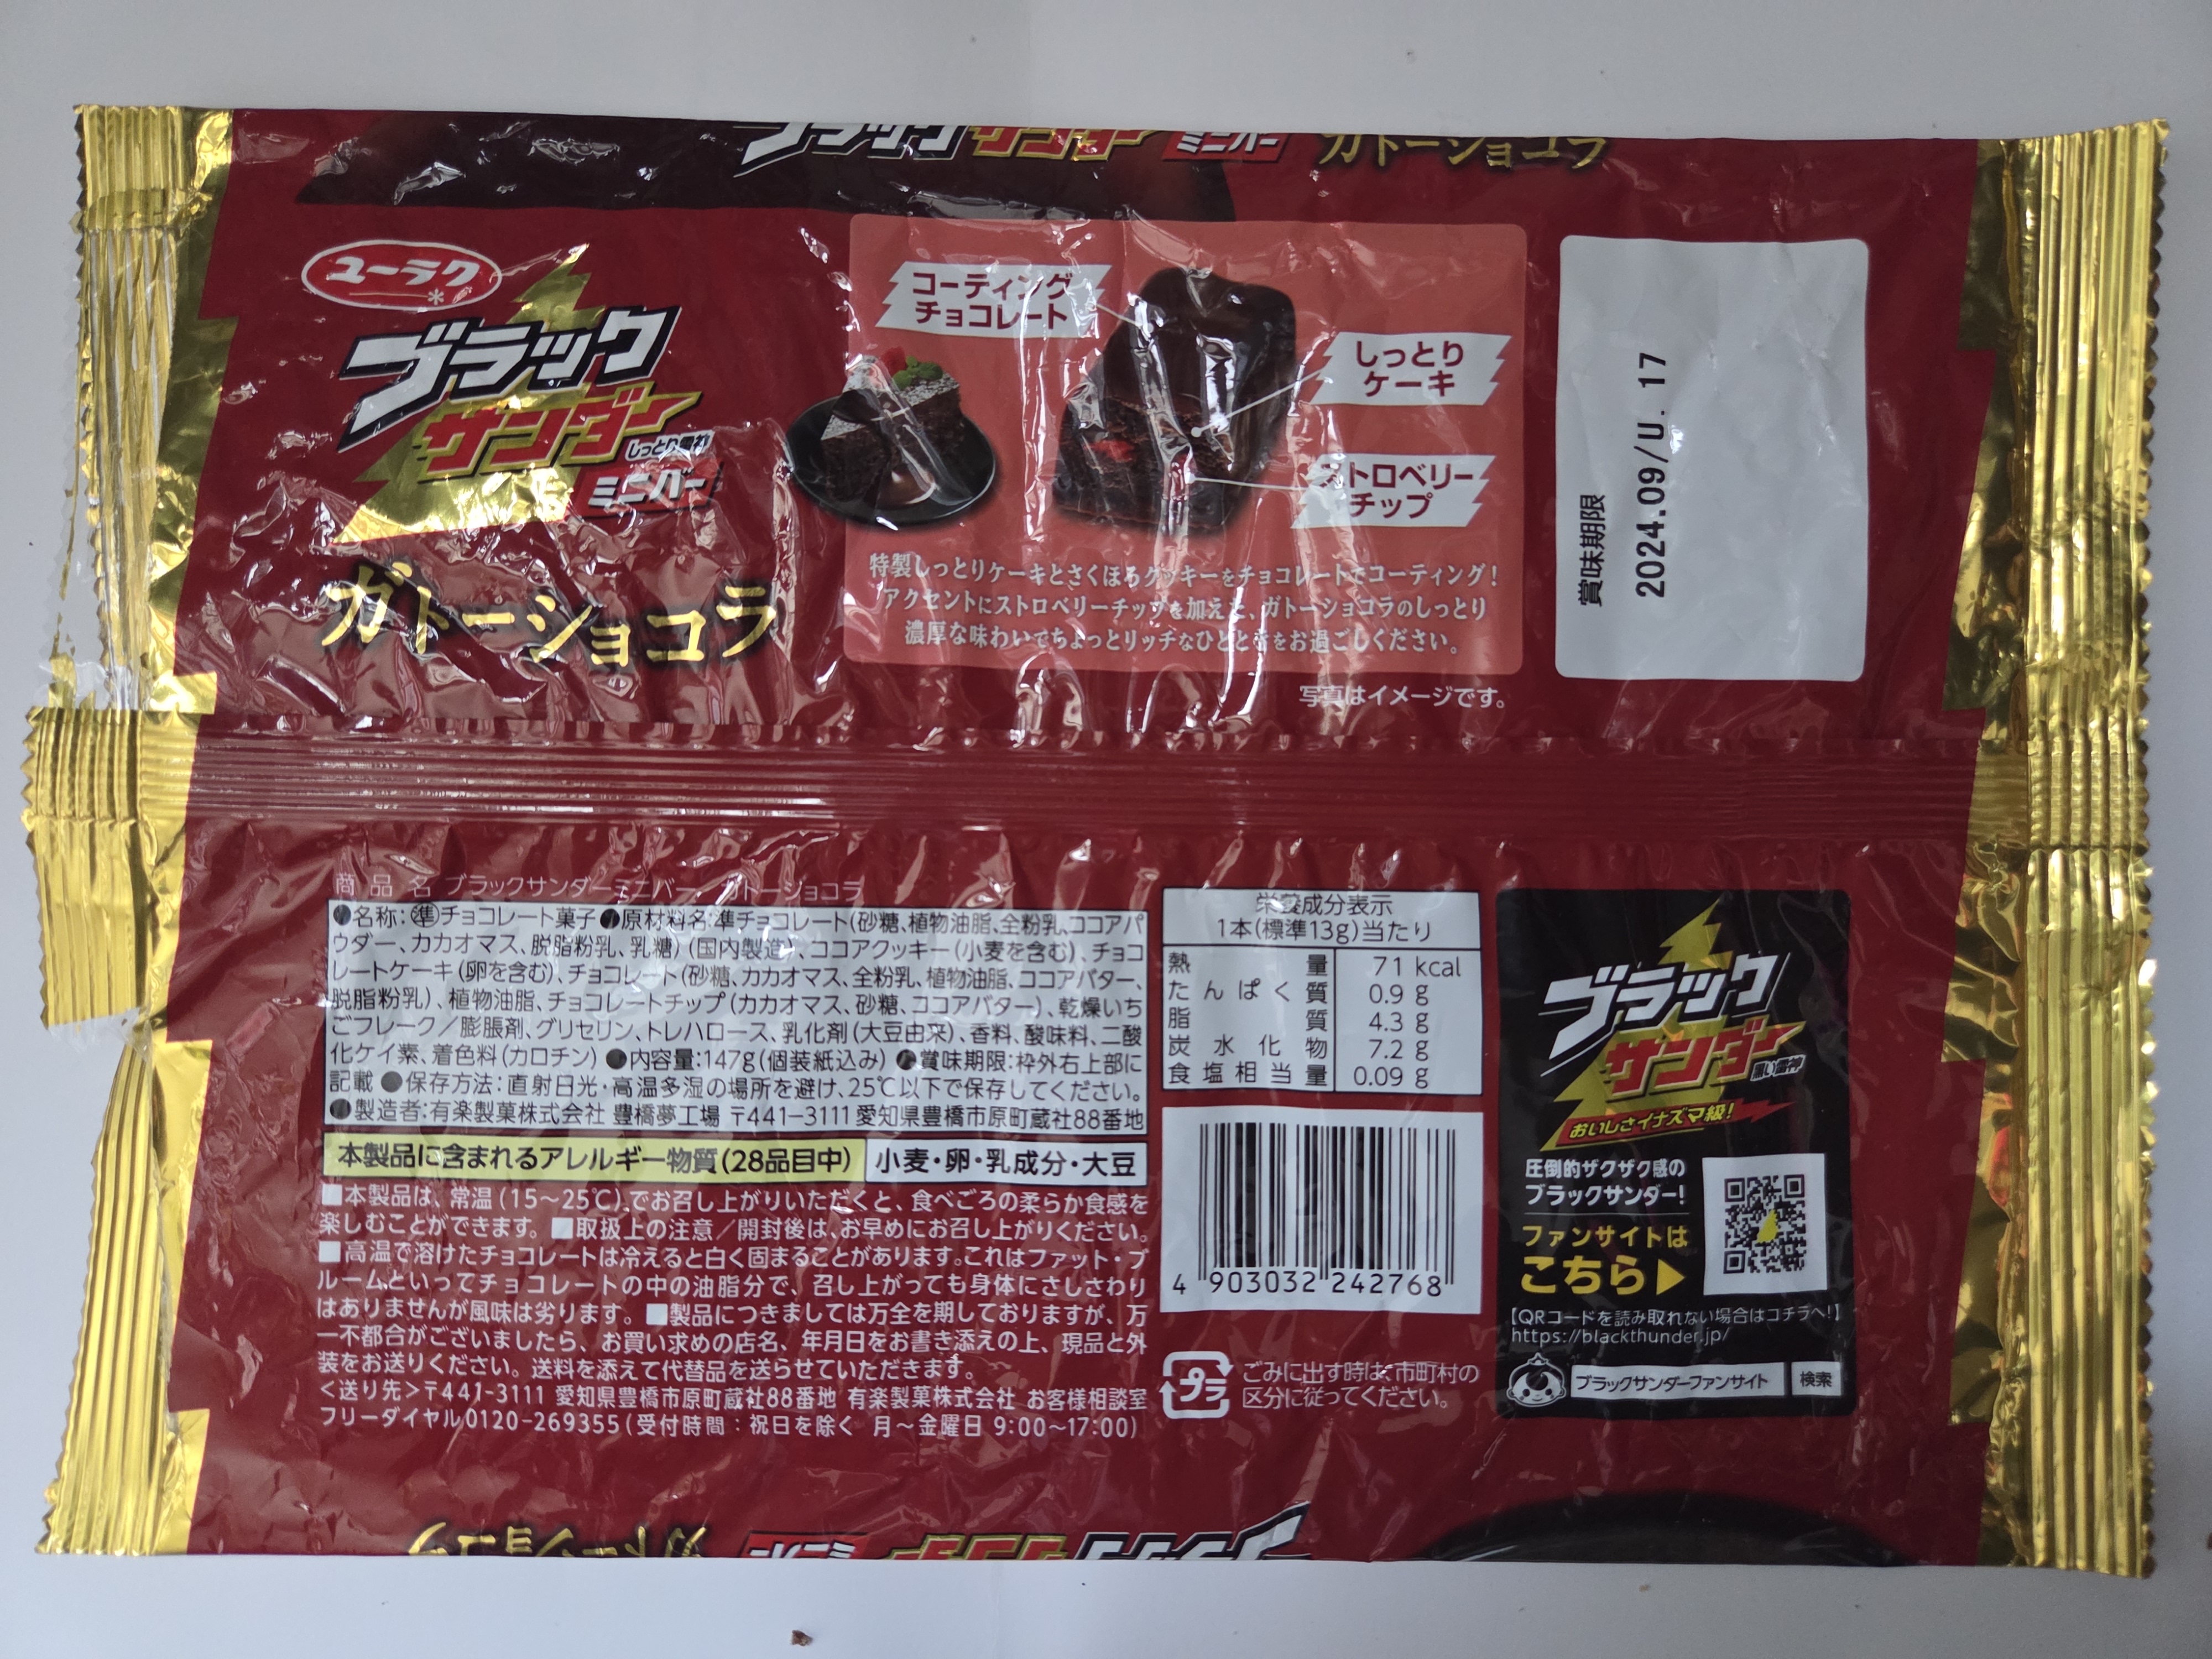 ブラックサンダー ミニバー ガトーショコラ
ユーラク
ブラック
サンダー
しっとり雷神
ミニバー
ガトーショコラ
コーティング
チョコレート
しっとり
ケーキ
ストロベリー
チップ
特製しっとりケーキとさくほろクッキーをチョコレートでコーティング!
アクセントにストロベリーチップを加えた、ガトーショコラのしっとり
濃厚な味わいでちょっとリッチなひとときをお過ごしください。
写真はイメージです。
賞味期限
2024.09/U. 17
商品名 ブラックサンダーミニバー ガトーショコラ
●名称:準チョコレート菓子●原材料名:準チョコレート(砂糖、植物油脂、全粉乳、ココアパ
ウダー、カカオマス、脱脂粉乳、乳糖)(国内製造)、ココアクッキー(小麦を含む)、チョコ
レートケーキ(卵を含む)、チョコレート(砂糖、カカオマス、全粉乳、植物油脂、ココアバター、
脱脂粉乳)、植物油脂、チョコレートチップ(カカオマス、砂糖、ココアバター)、乾燥いち
ごフレーク/膨脹剤、グリセリン、トレハロース、乳化剤(大豆由来)、香料、酸味料、二酸
化ケイ素、着色料(カロチン)●内容量:147g(個装紙込み)●賞味期限:枠外右上部に
記載●保存方法:直射日光・高温多湿の場所を避け、25℃以下で保存してください。
●製造者:有楽製菓株式会社 豊橋夢工場 〒441-3111 愛知県豊橋市原町蔵社88番地
本製品に含まれるアレルギー物質(28品目中) 小麦・卵・乳成分・大豆
■本製品は、常温(15~25℃)でお召し上がりいただくと、食べごろの柔らか食感を
楽しむことができます。■取扱上の注意/開封後は、お早めにお召し上がりください。
■高温で溶けたチョコレートは冷えると白く固まることがあります。これはファット・ブ
ルームといってチョコレートの中の油脂分で、召し上がっても身体にさしさわり
はありませんが風味は劣ります。■製品につきましては万全を期しておりますが、万
一不都合がございましたら、お買い求めの店名、年月日をお書き添えの上、現品と外
装をお送りください。送料を添えて代替品を送らせていただきます。
<送り先>〒441-3111 愛知県豊橋市原町蔵社88番地 有楽製菓株式会社 お客様相談室
フリーダイヤル0120-269355(受付時間:祝日を除く 月~金曜日 9:00~17:00)
栄養成分表示
1本(標準13g)当たり
熱量 71 kcal
たんぱく質 0.9 g
脂質 4.3 g
炭水化物 7.2 g
食塩相当量 0.09 g
4 903032 242768
プラ
ごみに出す時は、市町村の
区分に従ってください。
ブラック
サンダー
黒い雷神
おいしさイナズマ級!
圧倒的ザクザク感の
ブラックサンダー!
ファンサイトは
こちら▶
【QRコードを読み取れない場合はコチラへ!】
https://blackthunder.jp/
ブラックサンダーファンサイト 検索
ブラックサンダー ミニバー ガトーショコラ